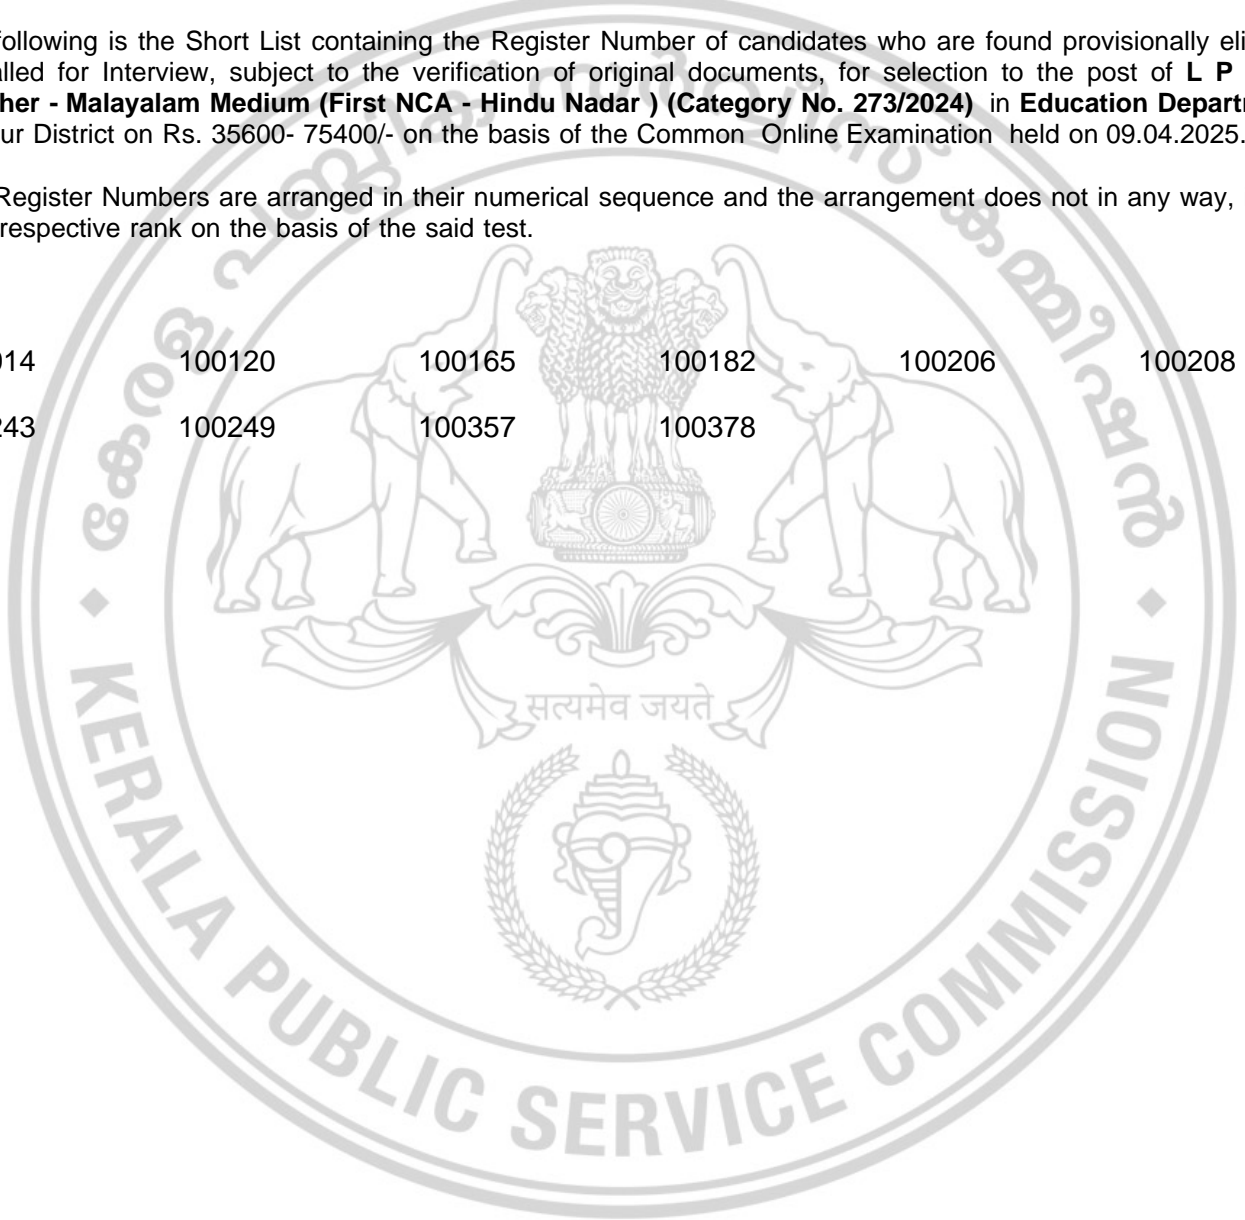 following is the Short List containing the Register Number of candidates who are found provisionally eli
alled for Interview, subject to the verification of original documents, for selection to the post of L P
her - Malayalam Medium (First NCA - Hindu Nadar ) (Category No. 273/2024) in Education Departr
ur District on Rs. 35600- 75400/- on the basis of the Common Online Examination held on 09.04.2025.
Register Numbers are arranged in their numerical sequence and the arrangement does not in any way,
respective rank on the basis of the said test.
014 100120 100165 100182 100206 100208
243 100249 100357 100378
കേരള പബ്ലിക് സർവീസ് കമ്മീഷൻ
सत्यमेव जयते
KERALA PUBLIC SERVICE COMMISSION